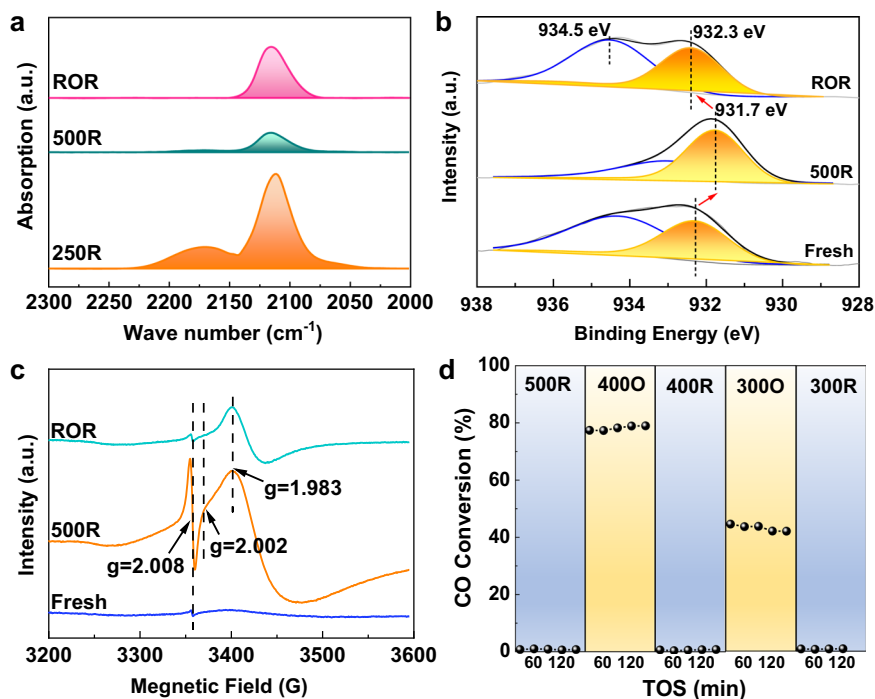 a
ROR
500R
250R
Absorption (a.u.)
2300 2250 2200 2150 2100 2050 2000
Wave number (cm⁻¹)
b
934.5 eV 932.3 eV
ROR
931.7 eV
500R
Fresh
Intensity (a.u.)
938 936 934 932 930 928
Binding Energy (eV)
c
ROR
g=1.983
500R
g=2.002
g=2.008
Fresh
Intensity (a.u.)
3200 3300 3400 3500 3600
Megnetic Field (G)
d
500R 400O 400R 300O 300R
CO Conversion (%)
100
80
60
40
20
0
60 120 60 120 60 120 60 120 60 120
TOS (min)